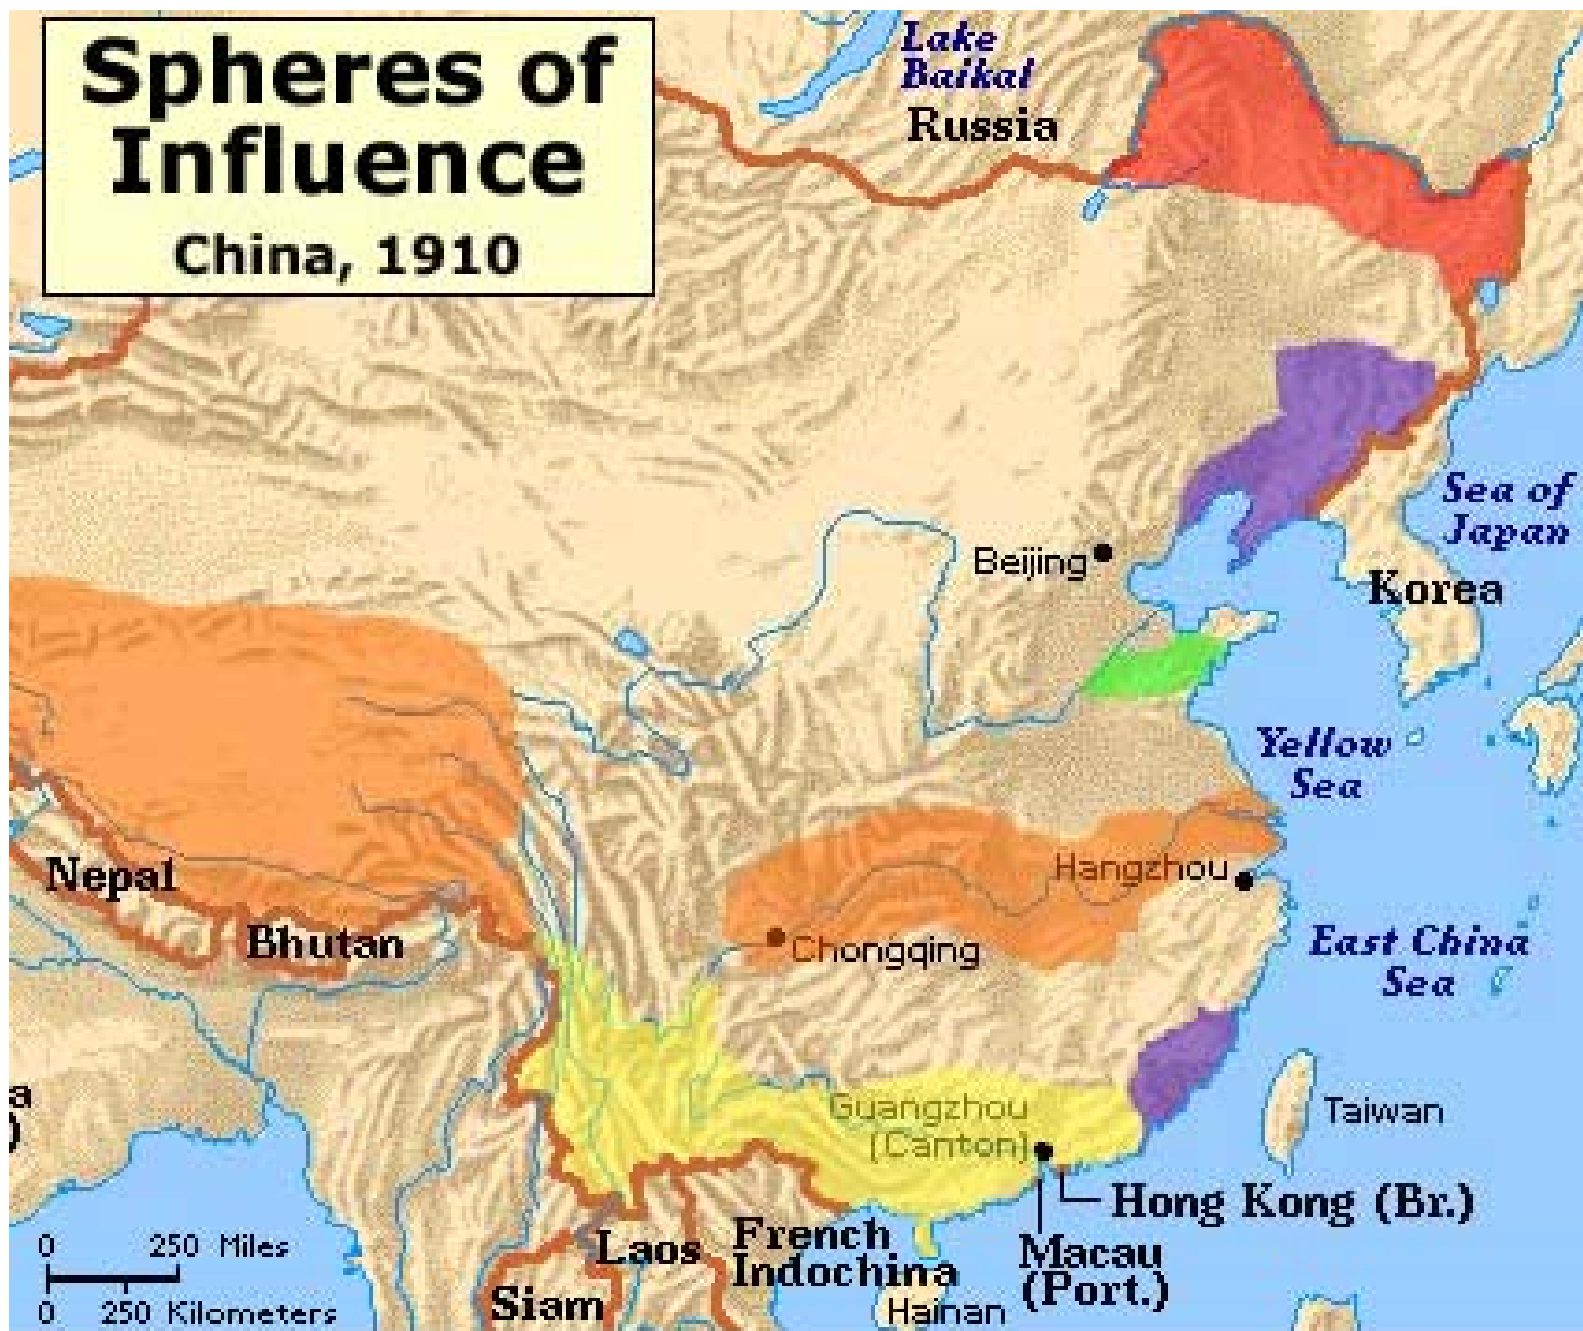 Spheres of
Influence
China, 1910
Lake
Baikal
Russia
Sea of
Japan
Beijing
Korea
Yellow
Sea
Nepal
Bhutan
Hangzhou
Chongqing
East China
Sea
a
)
Guangzhou
(Canton)
Taiwan
Hong Kong (Br.)
Macau
(Port.)
Laos
French
Indochina
Siam
Hainan
0 250 Miles
0 250 Kilometers